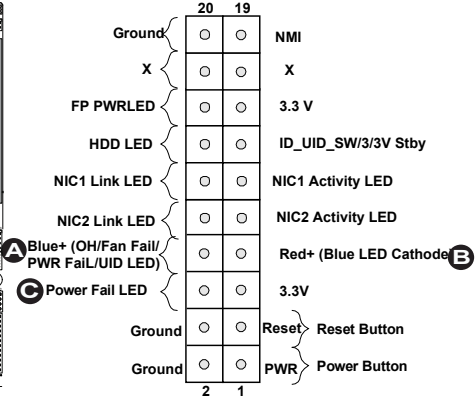 20 19
Ground NMI
X X
FP PWRLED 3.3 V
HDD LED ID_UID_SW/3/3V Stby
NIC1 Link LED NIC1 Activity LED
NIC2 Link LED NIC2 Activity LED
A Blue+ (OH/Fan Fail/ Red+ (Blue LED Cathode B
PWR FaiL/UID LED)
C Power Fail LED 3.3V
Ground Reset Reset Button
Ground PWR Power Button
2 1